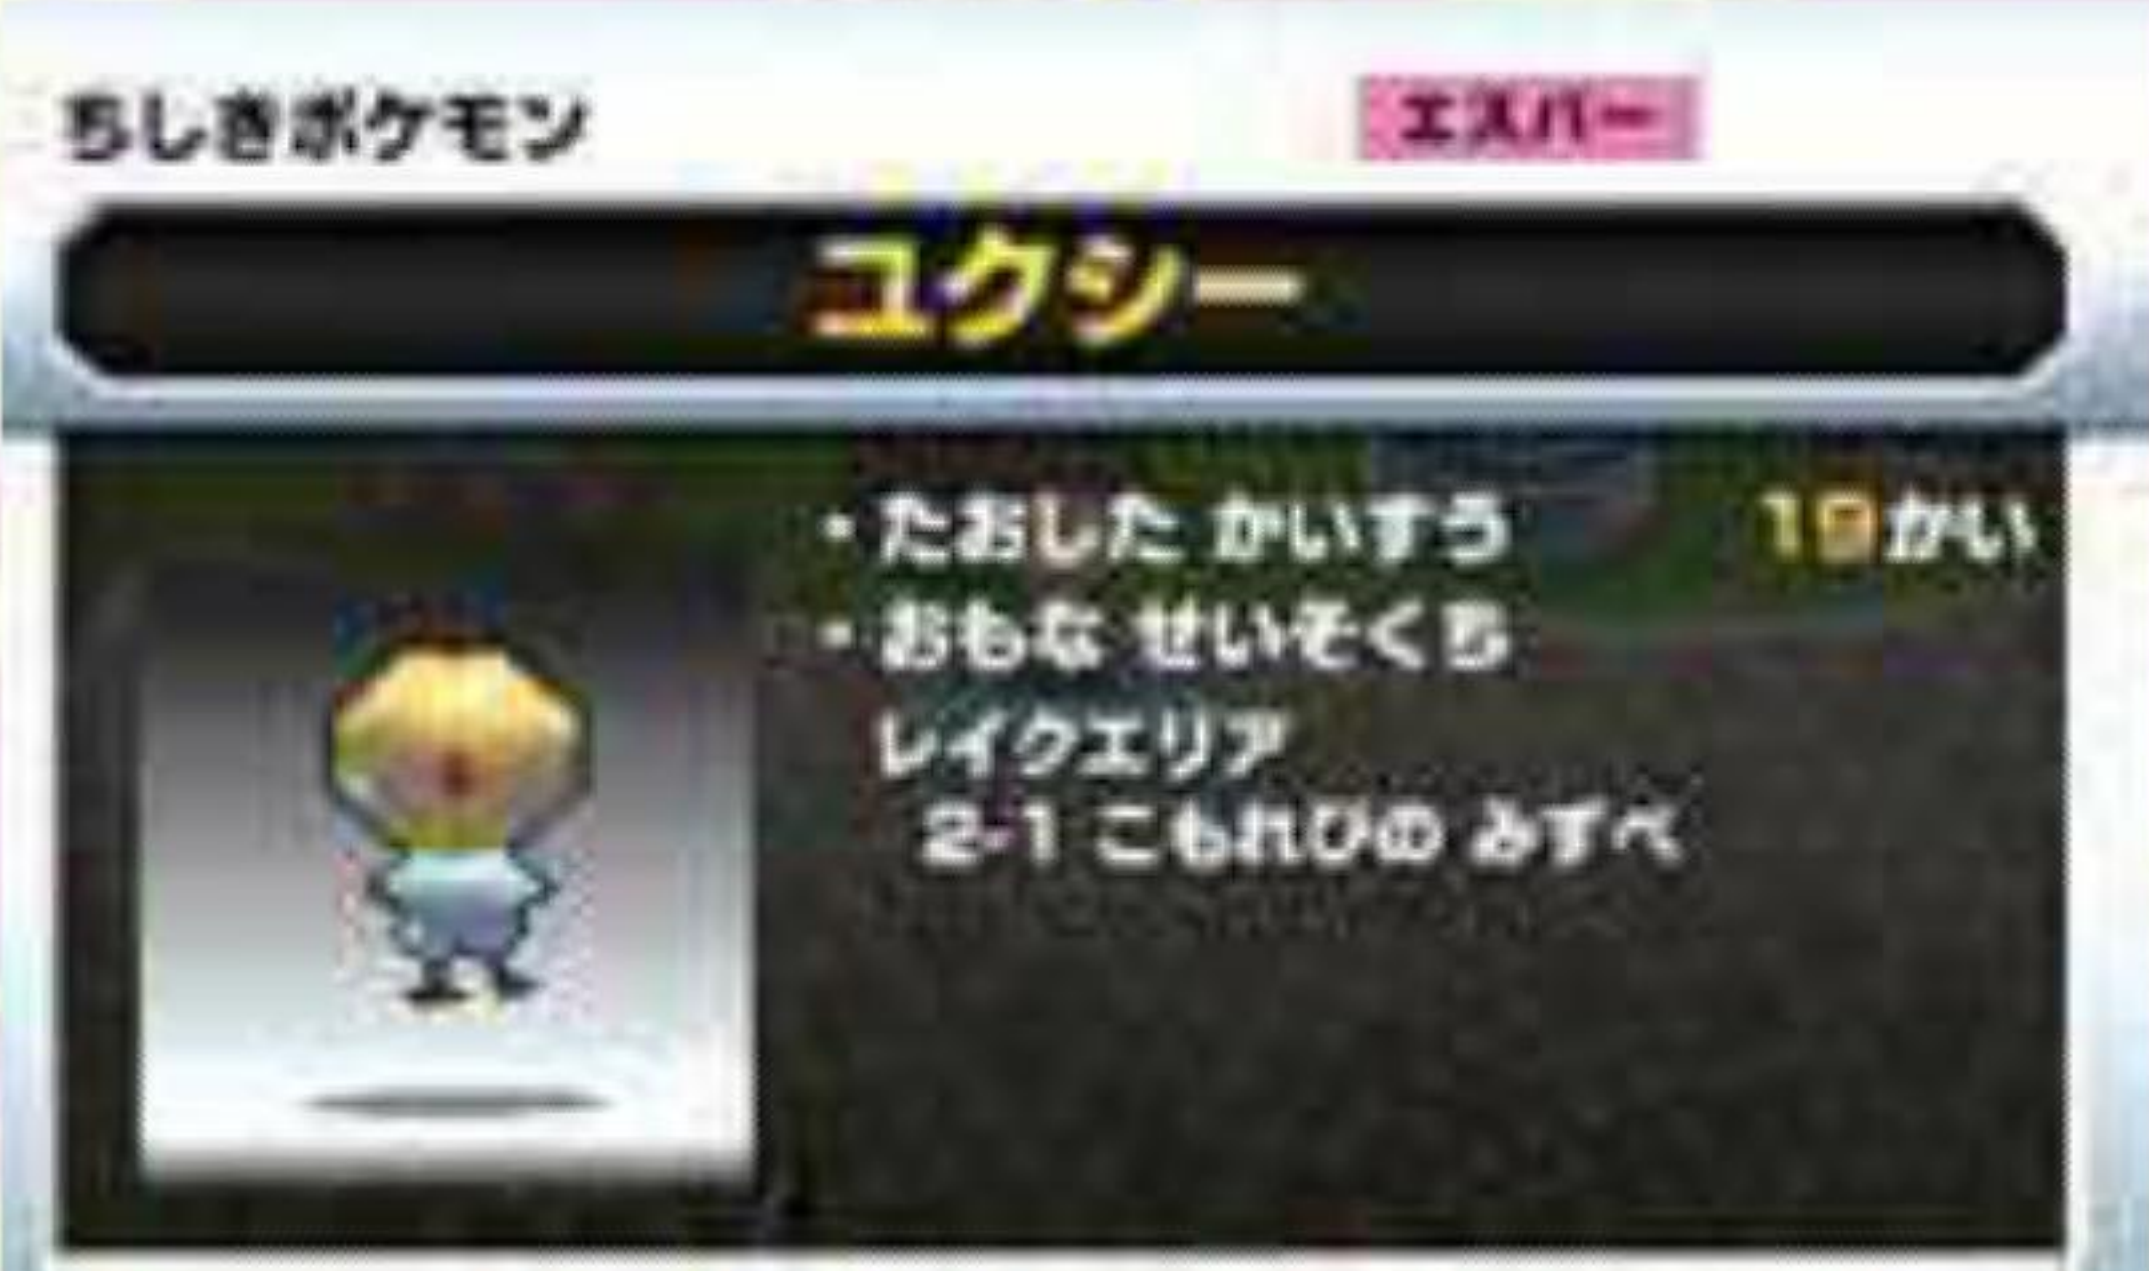 ちしきポケモン
エスパー
ユクシー
・たおした かいすう 19かい
・おもな せいそくち
レイクエリア
2-1 こもれびの みずべ